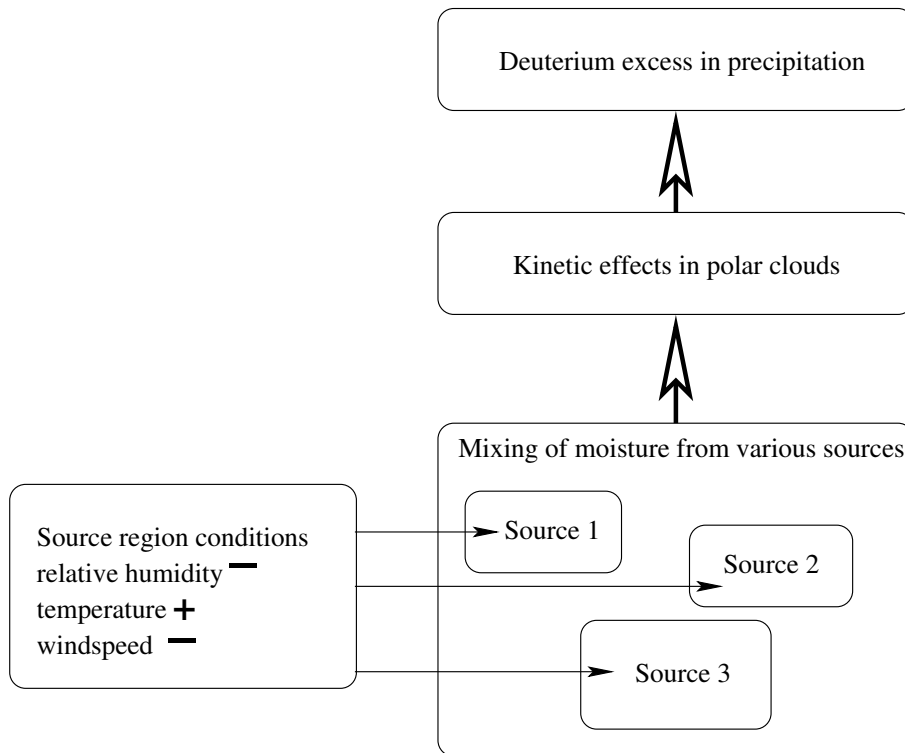 Deuterium excess in precipitation
Kinetic effects in polar clouds
Mixing of moisture from various sources
Source region conditions
relative humidity −
temperature +
windspeed −
Source 1
Source 2
Source 3